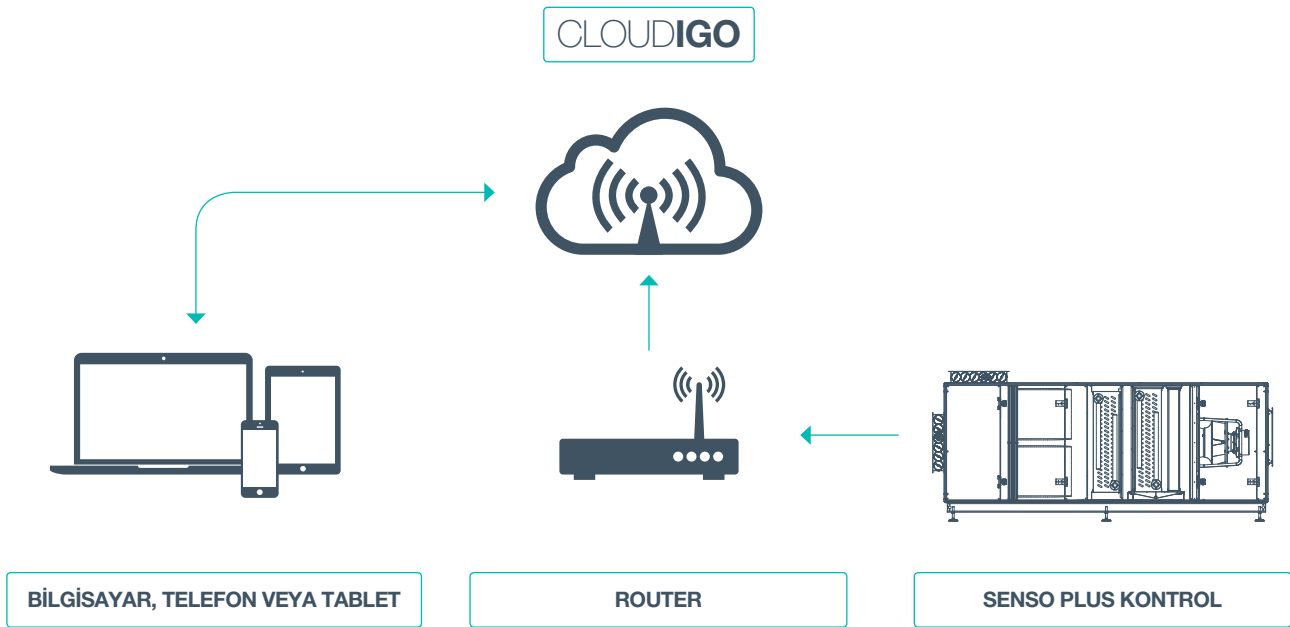 CLOUDIGO
BİLGİSAYAR, TELEFON VEYA TABLET
ROUTER
SENSO PLUS KONTROL